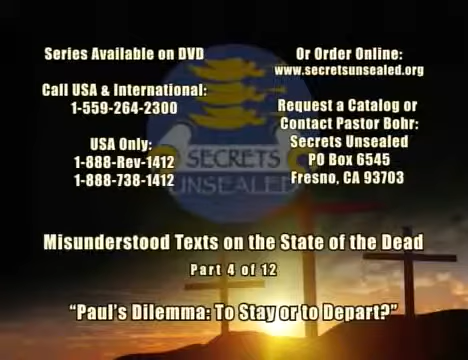 Series Available on DVD
Call USA & International:
1-559-264-2300
USA Only:
1-888-Rev-1412
1-888-738-1412
Or Order Online:
www.secretsunsealed.org
Request a Catalog or
Contact Pastor Bohr:
Secrets Unsealed
PO Box 6545
Fresno, CA 93703
SECRETS
UNSEALED
Misunderstood Texts on the State of the Dead
Part 4 of 12
“Paul’s Dilemma: To Stay or to Depart?”